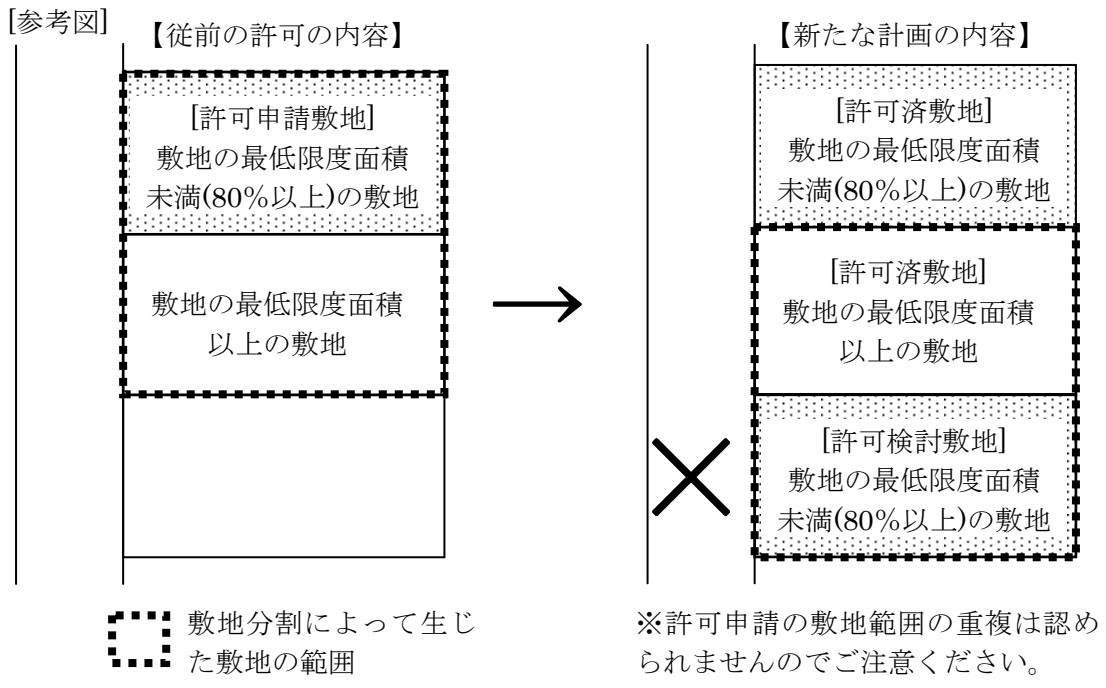 [参考図]
【従前の許可の内容】
[許可申請敷地]
敷地の最低限度面積
未満(80%以上)の敷地
敷地の最低限度面積
以上の敷地
【新たな計画の内容】
[許可済敷地]
敷地の最低限度面積
未満(80%以上)の敷地
[許可済敷地]
敷地の最低限度面積
以上の敷地
[許可検討敷地]
敷地の最低限度面積
未満(80%以上)の敷地
敷地分割によって生じ
た敷地の範囲
※許可申請の敷地範囲の重複は認め
られませんのでご注意ください。